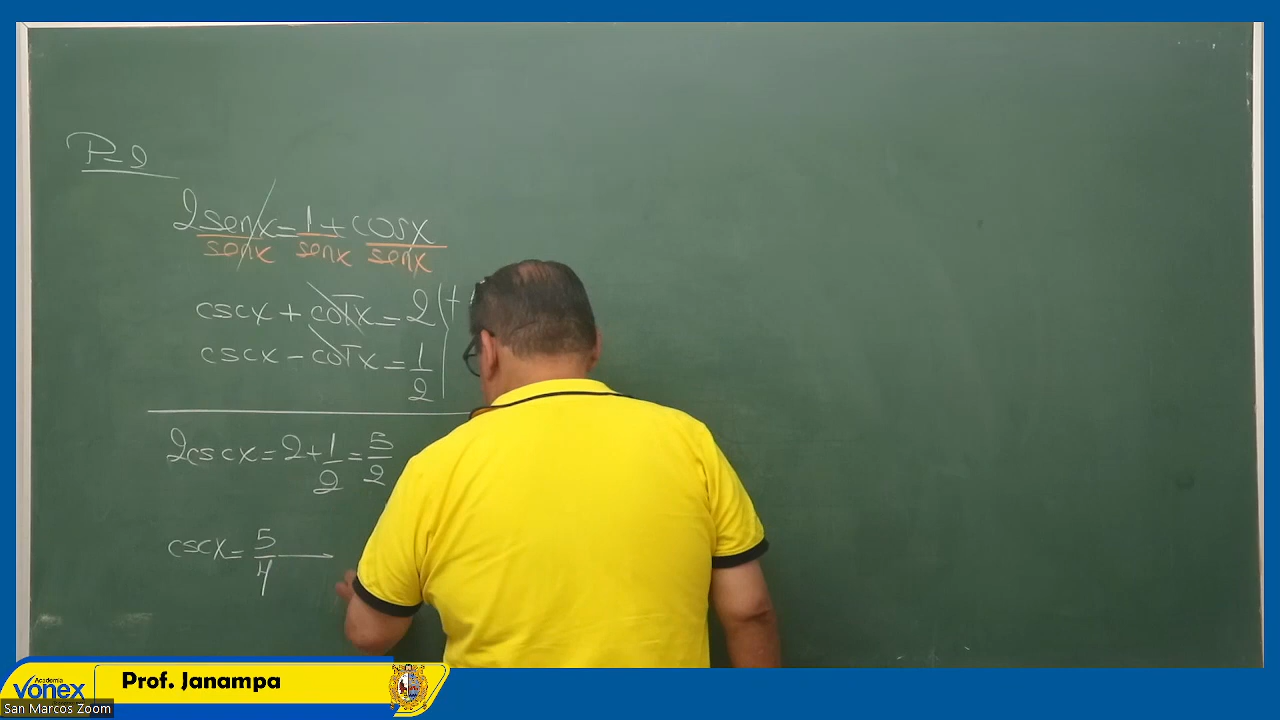 P-2
2senx/senx = 1/senx + cosx/senx
cscx + coTx = 2 (+
cscx - coTx = 1/2
2cscx = 2 + 1/2 = 5/2
cscx = 5/4
Academia
VONEX
San Marcos Zoom
Prof. Janampa